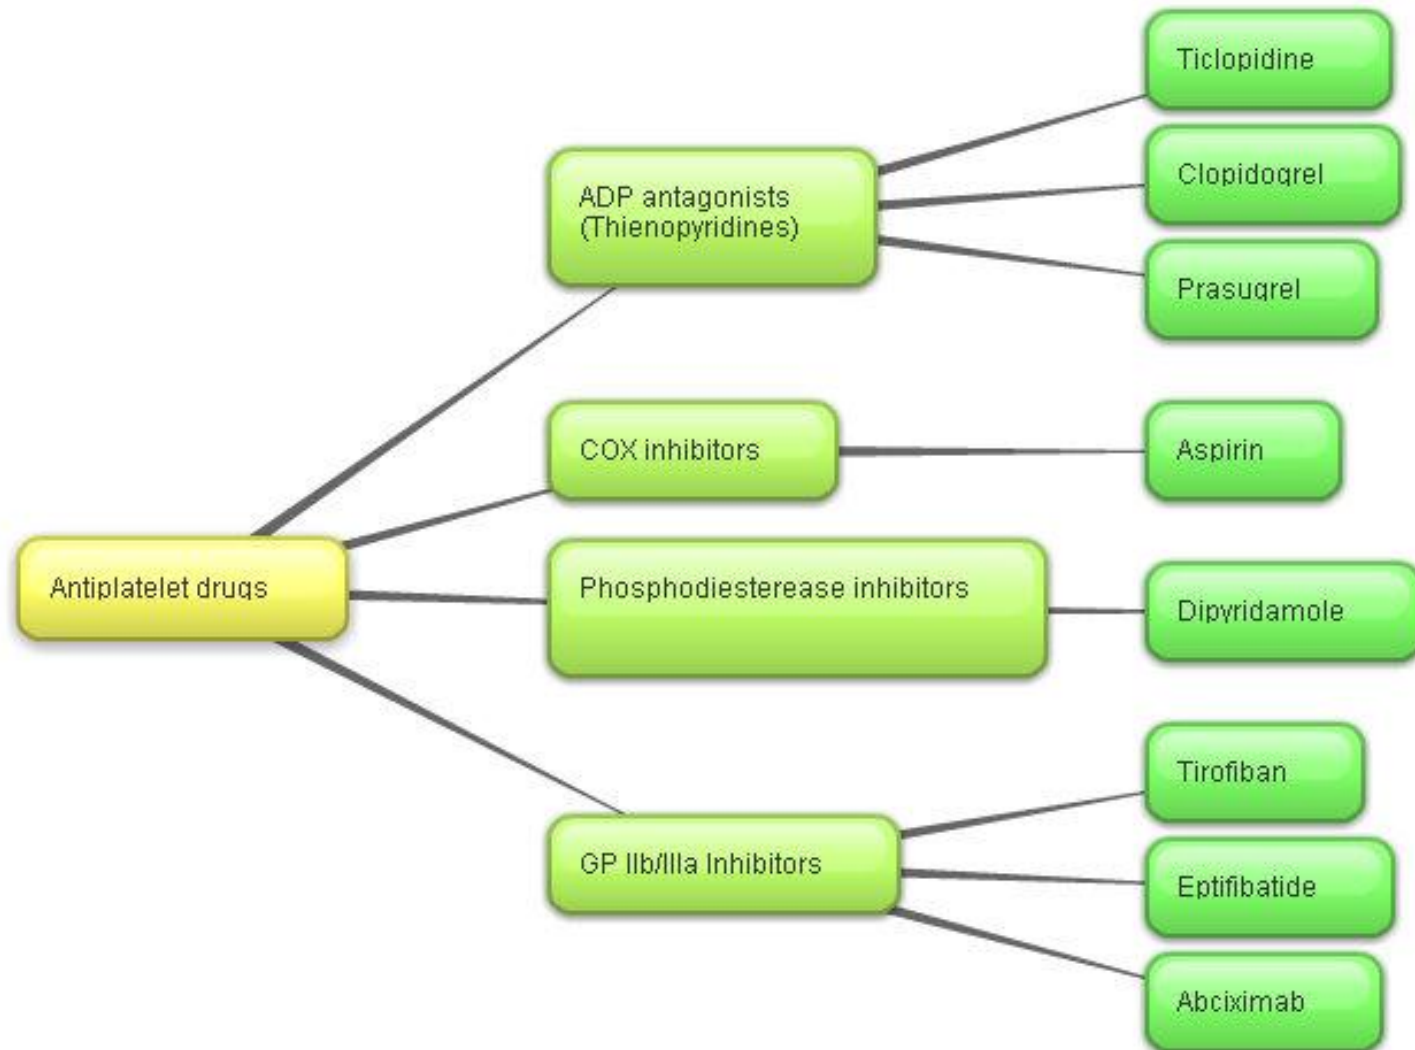 Ticlopidine
ADP antagonists
(Thienopyridines)
Clopidogrel
Prasugrel
COX inhibitors
Aspirin
Antiplatelet drugs
Phosphodiesterease inhibitors
Dipyridamole
Tirofiban
GP IIb/IIIa Inhibitors
Eptifibatide
Abciximab